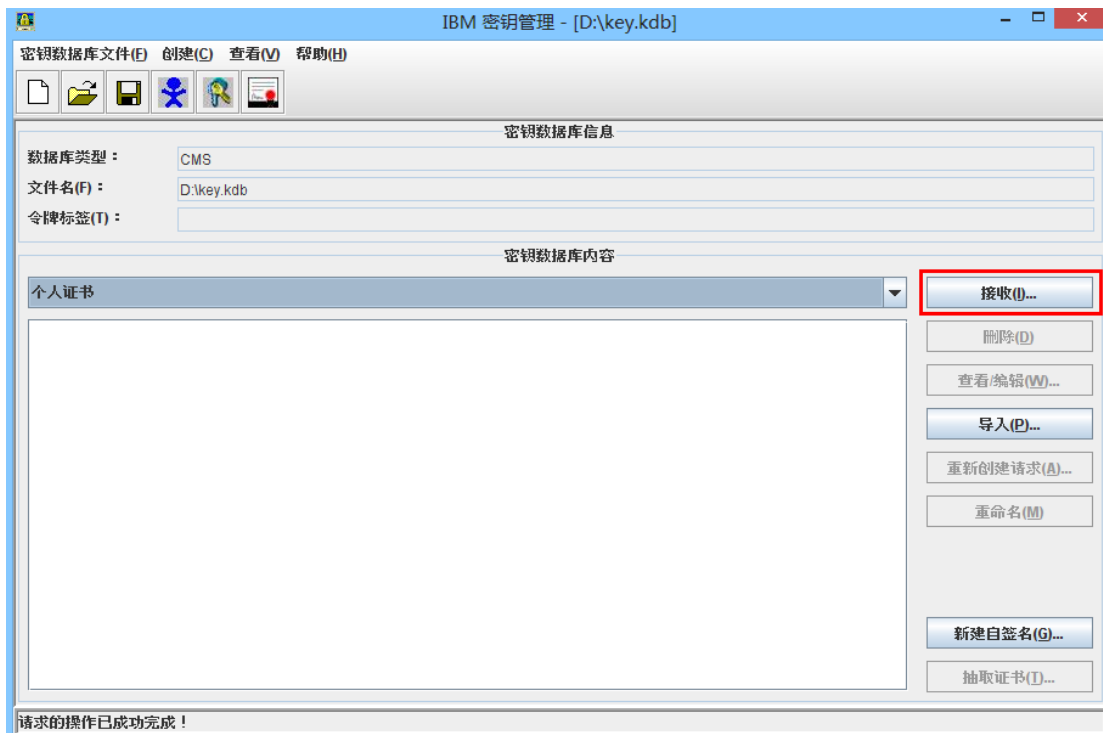 IBM 密钥管理 - [D:\key.kdb]
密钥数据库文件(F) 创建(C) 查看(V) 帮助(H)
密钥数据库信息
数据库类型： CMS
文件名(F)： D:\key.kdb
令牌标签(T)：
密钥数据库内容
个人证书
接收(I)...
删除(D)
查看/编辑(W)...
导入(P)...
重新创建请求(A)...
重命名(M)
新建自签名(G)...
抽取证书(T)...
请求的操作已成功完成！